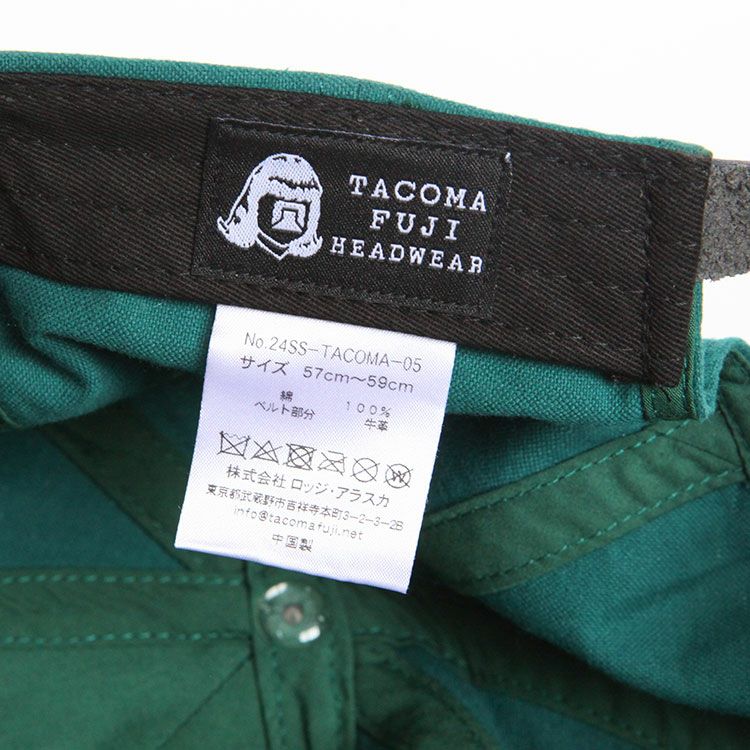 TACOMA
FUJI
HEADWEAR
No.24SS-TACOMA-05
サイズ 57cm～59cm
綿 100%
ベルト部分 牛革
株式会社 ロッジ・アラスカ
東京都武蔵野市吉祥寺本町3-2-3-2B
info@tacomafuji.net
中国製